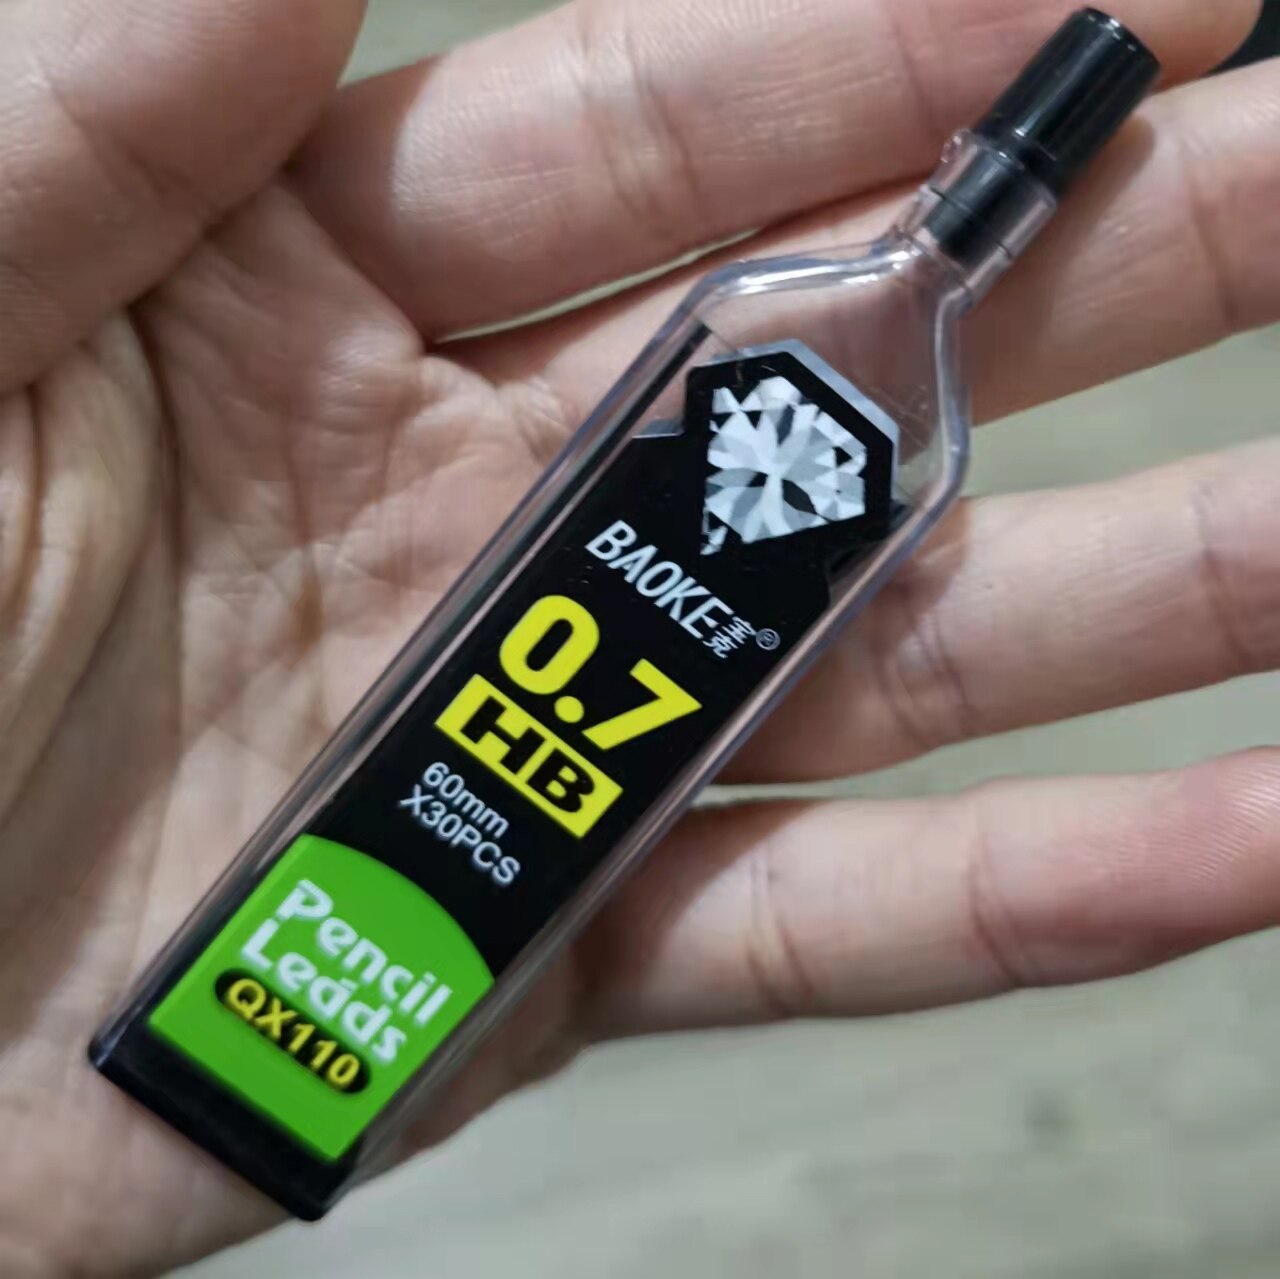 BAOKE宝克®
0.7
HB
60mm
X30PCS
Pencil
Leads
QX110